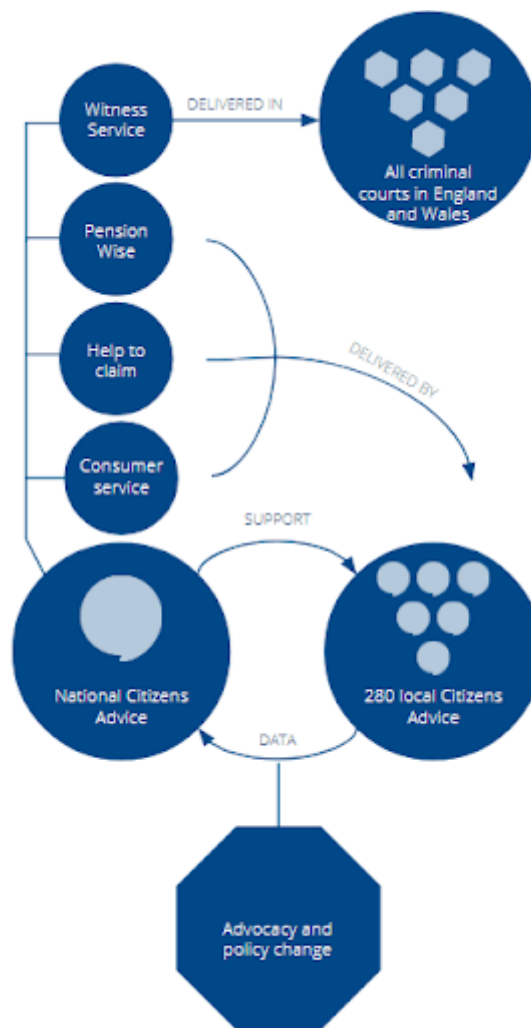 Witness
Service
DELIVERED IN
All criminal
courts in England
and Wales
Pension
Wise
Help to
claim
DELIVERED BY
Consumer
service
SUPPORT
National Citizens
Advice
280 local Citizens
Advice
DATA
Advocacy and
policy change